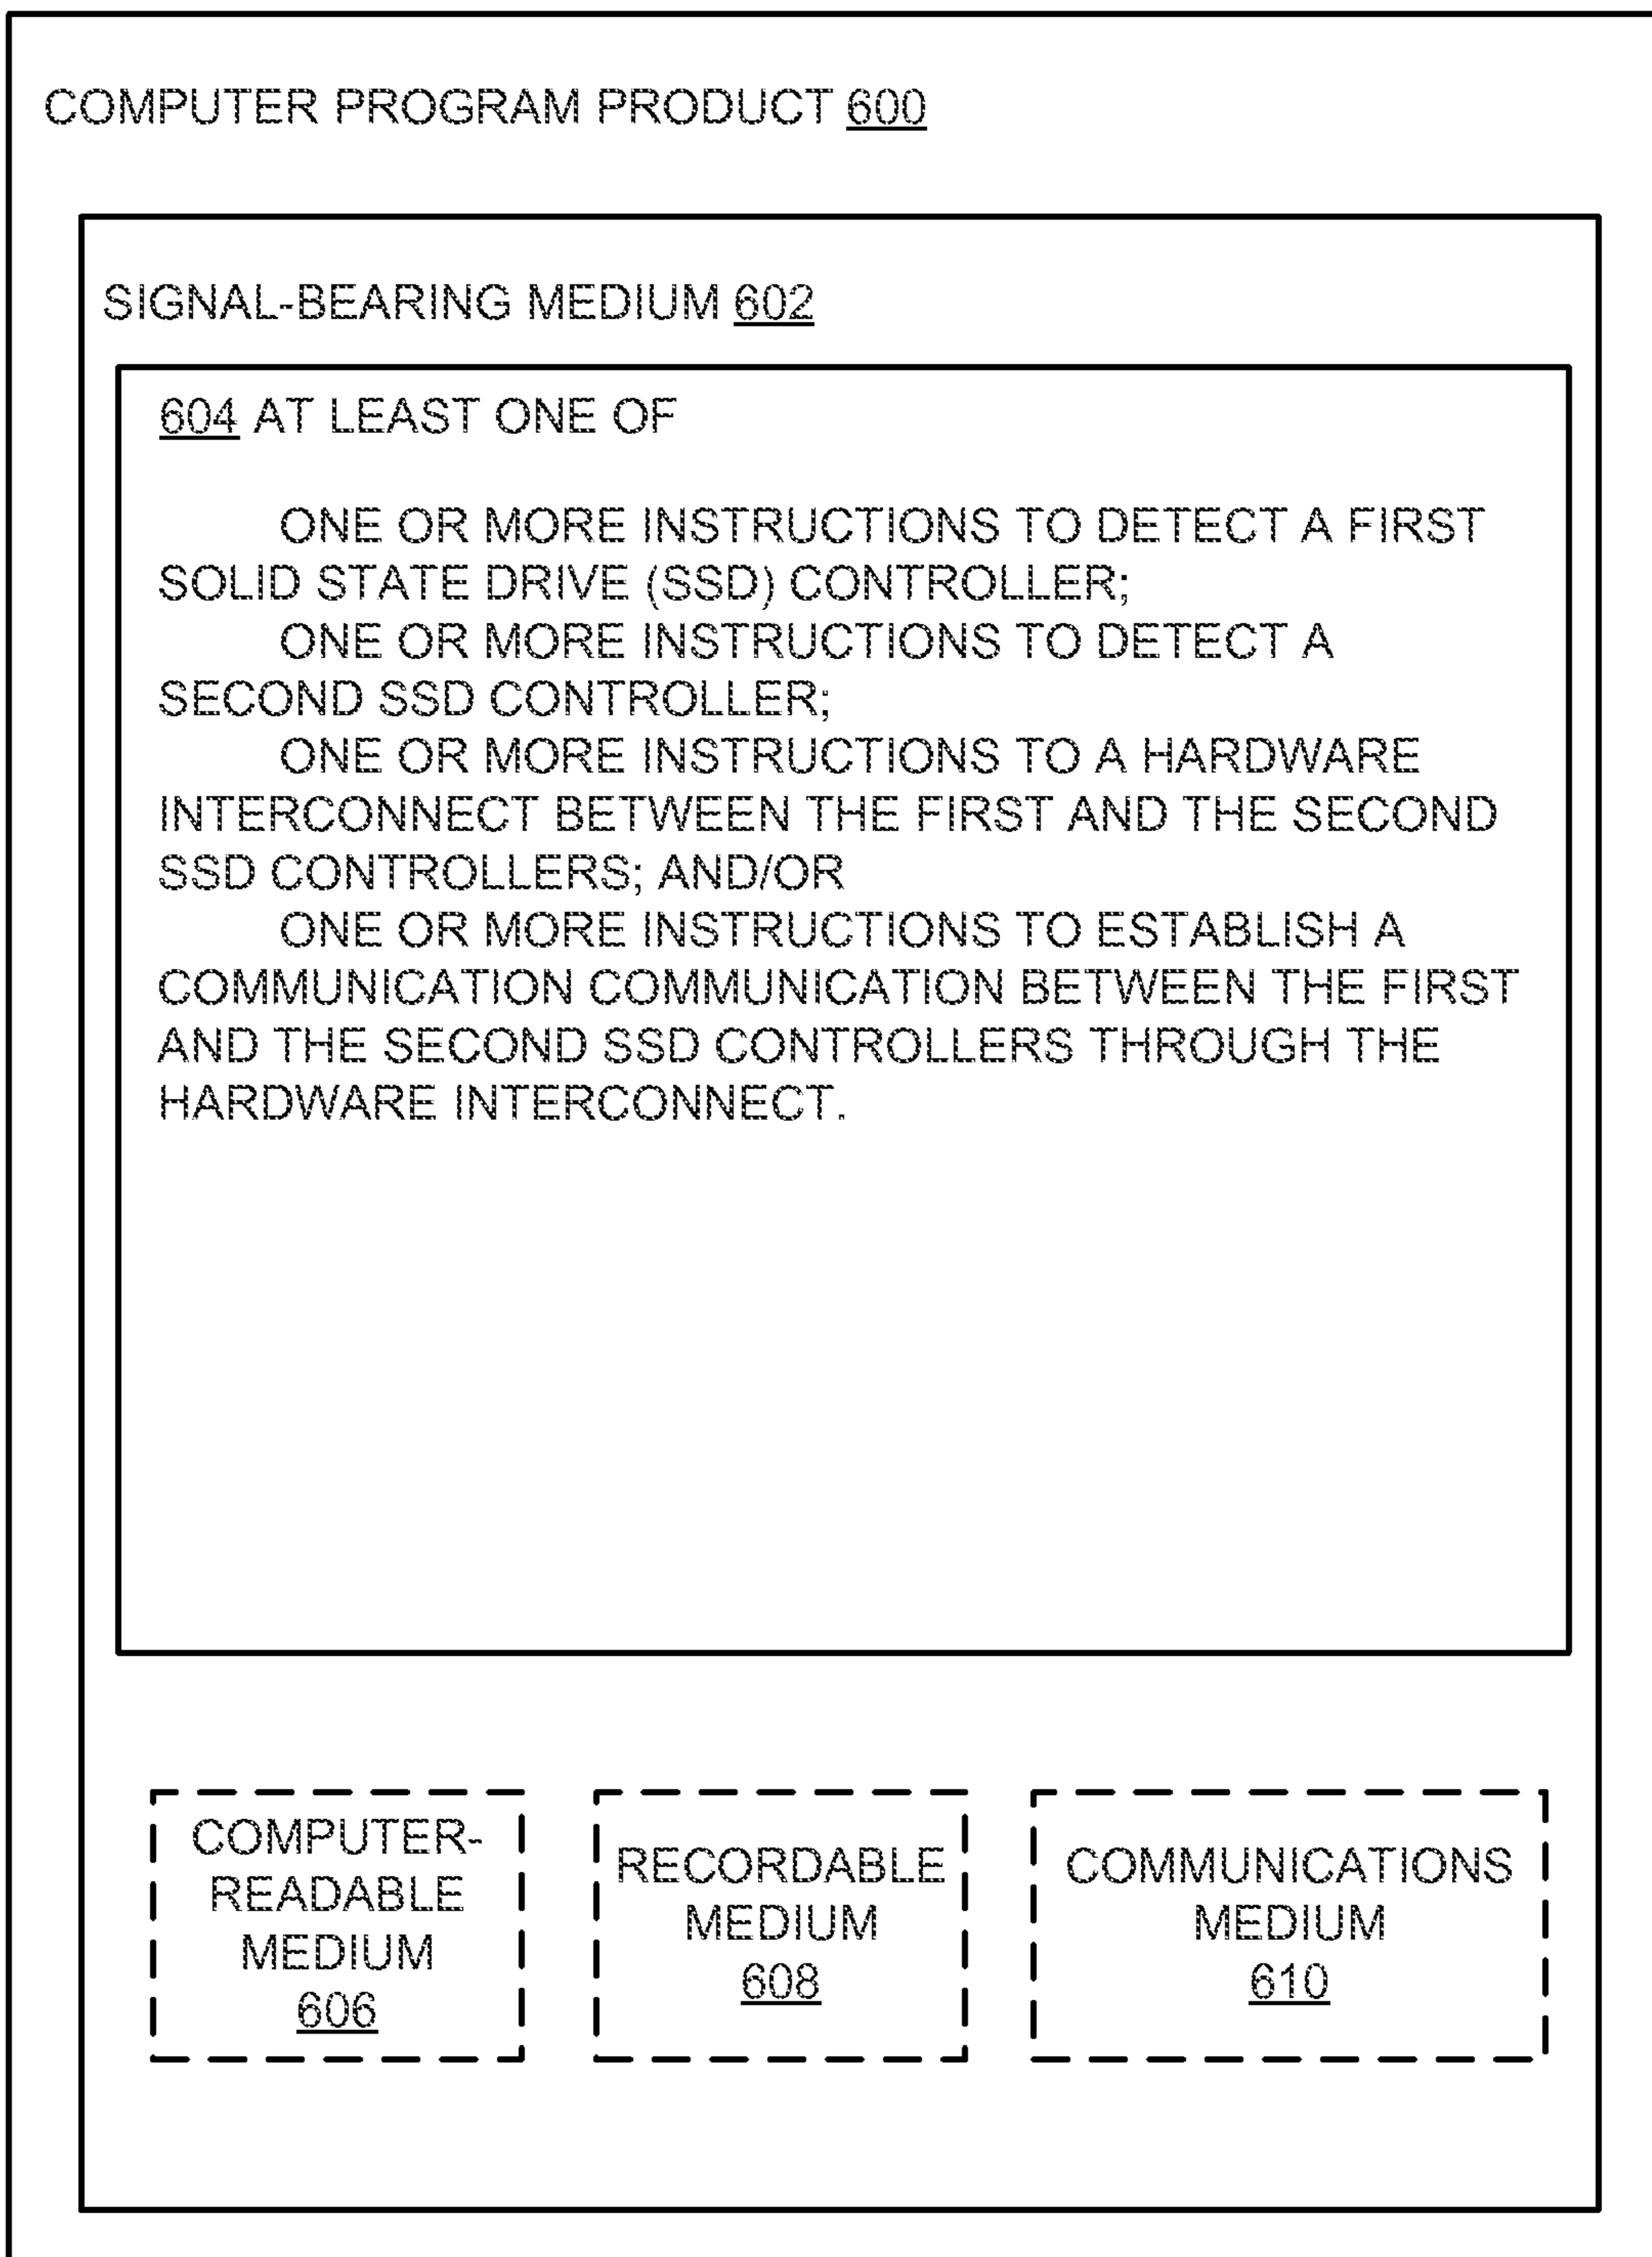 COMPUTER PROGRAM PRODUCT 600
SIGNAL-BEARING MEDIUM 602
604 AT LEAST ONE OF
ONE OR MORE INSTRUCTIONS TO DETECT A FIRST
SOLID STATE DRIVE (SSD) CONTROLLER;
ONE OR MORE INSTRUCTIONS TO DETECT A
SECOND SSD CONTROLLER;
ONE OR MORE INSTRUCTIONS TO A HARDWARE
INTERCONNECT BETWEEN THE FIRST AND THE SECOND
SSD CONTROLLERS; AND/OR
ONE OR MORE INSTRUCTIONS TO ESTABLISH A
COMMUNICATION COMMUNICATION BETWEEN THE FIRST
AND THE SECOND SSD CONTROLLERS THROUGH THE
HARDWARE INTERCONNECT.
COMPUTER-
READABLE
MEDIUM
606
RECORDABLE
MEDIUM
608
COMMUNICATIONS
MEDIUM
610